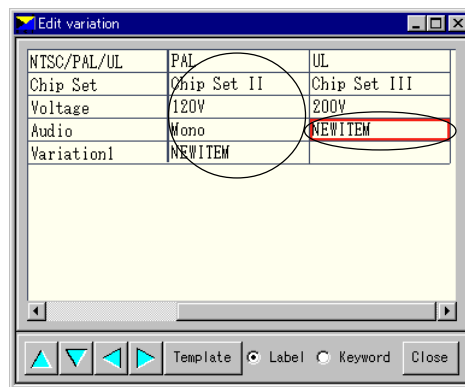 Edit variation
NTSC/PAL/UL PAL UL
Chip Set Chip Set II Chip Set III
Voltage 120V 200V
Audio Mono NEWITEM
Variation1 NEWITEM
Template Label Keyword Close